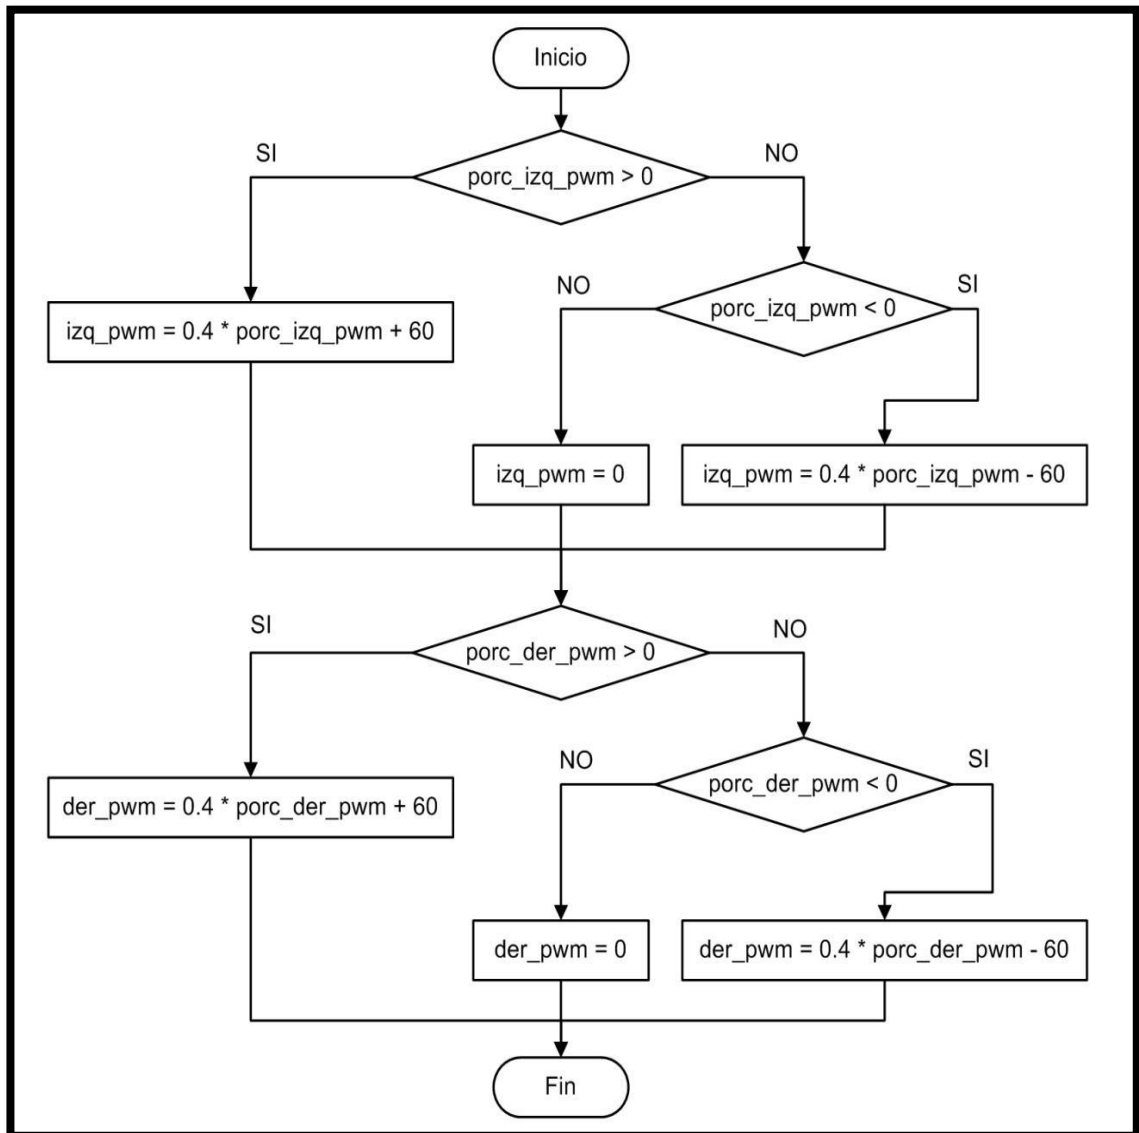 Inicio
SI
NO
porc_izq_pwm > 0
NO
SI
porc_izq_pwm < 0
izq_pwm = 0.4 * porc_izq_pwm + 60
izq_pwm = 0
izq_pwm = 0.4 * porc_izq_pwm - 60
SI
NO
porc_der_pwm > 0
NO
SI
porc_der_pwm < 0
der_pwm = 0.4 * porc_der_pwm + 60
der_pwm = 0
der_pwm = 0.4 * porc_der_pwm - 60
Fin